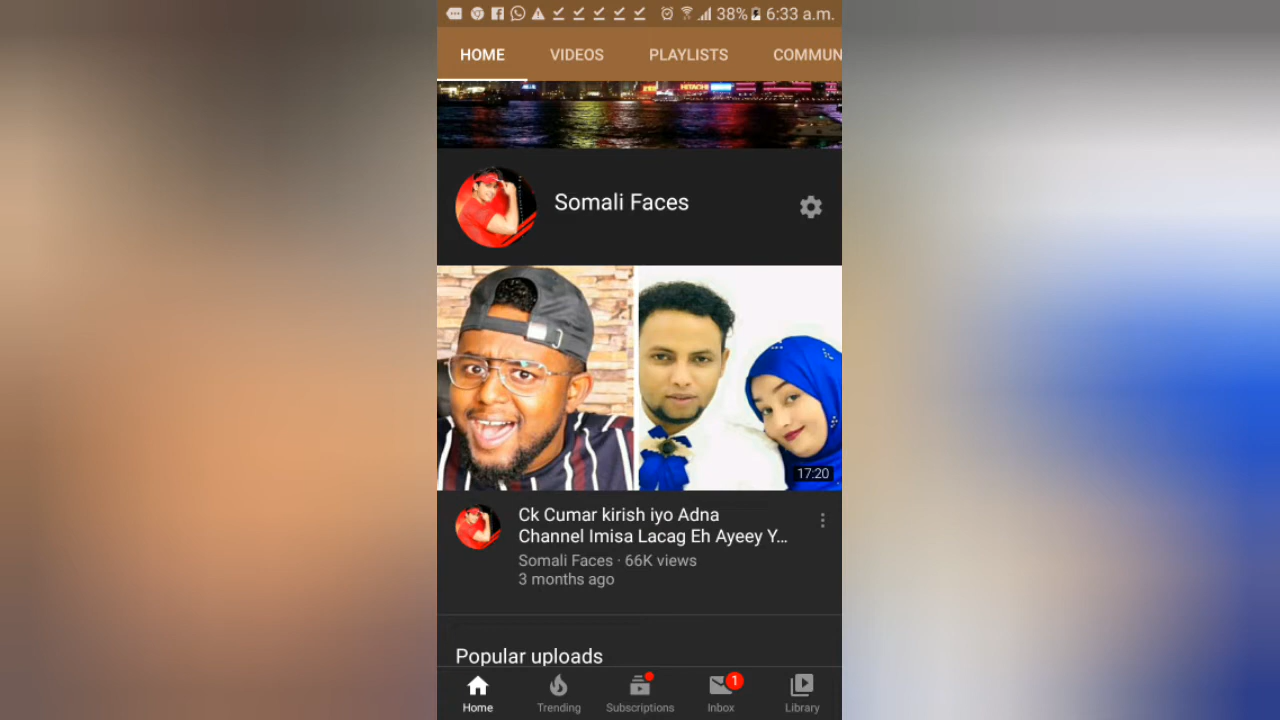 38% 6:33 a.m.
HOME VIDEOS PLAYLISTS COMMUN
HITACHI
Somali Faces
17:20
Ck Cumar kirish iyo Adna
Channel Imisa Lacag Eh Ayeey Y...
Somali Faces · 66K views
3 months ago
Popular uploads
1
Home Trending Subscriptions Inbox Library